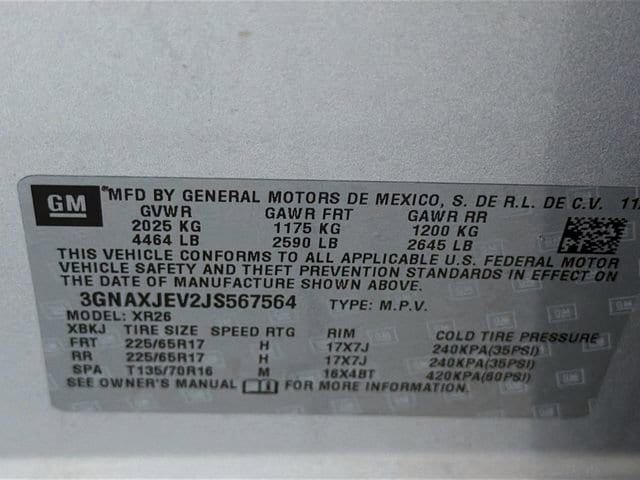 GM MFD BY GENERAL MOTORS DE MEXICO, S. DE R.L. DE C.V. 11
GVWR GAWR FRT GAWR RR
2025 KG 1175 KG 1200 KG
4464 LB 2590 LB 2645 LB
THIS VEHICLE CONFORMS TO ALL APPLICABLE U.S. FEDERAL MOTOR
VEHICLE SAFETY AND THEFT PREVENTION STANDARDS IN EFFECT ON
THE DATE OF MANUFACTURE SHOWN ABOVE.
3GNAXJEV2JS567564 TYPE: M.P.V.
MODEL: XR26
XBKJ TIRE SIZE SPEED RTG RIM COLD TIRE PRESSURE
FRT 225/65R17 H 17X7J 240KPA(35PSI)
RR 225/65R17 H 17X7J 240KPA(35PSI)
SPA T135/70R16 M 16X4BT 420KPA(60PSI)
SEE OWNER'S MANUAL FOR MORE INFORMATION.